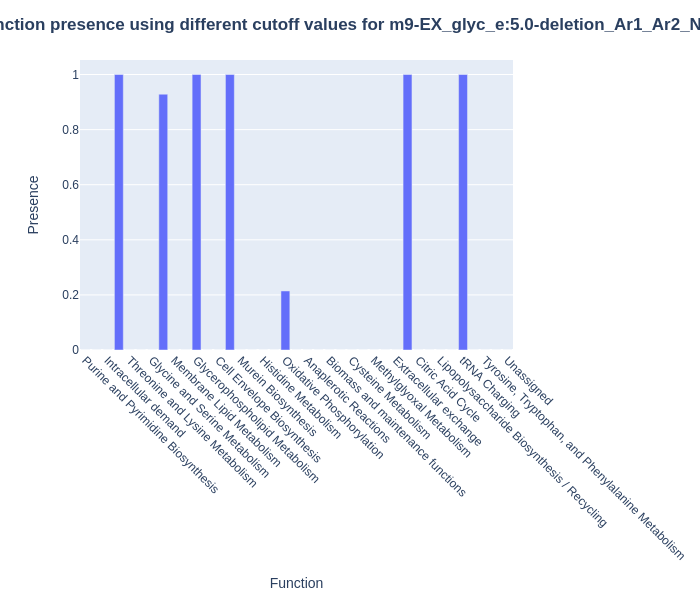 nction presence using different cutoff values for m9-EX_glyc_e:5.0-deletion_Ar1_Ar2_N
Presence
1
0.8
0.6
0.4
0.2
0
Purine and Pyrimidine Biosynthesis
Intracellular demand
Threonine and Lysine Metabolism
Glycine and Serine Metabolism
Membrane Lipid Metabolism
Glycerophospholipid Metabolism
Cell Envelope Biosynthesis
Murein Biosynthesis
Histidine Metabolism
Oxidative Phosphorylation
Anaplerotic Reactions
Biomass and maintenance functions
Cysteine Metabolism
Methylglyoxal Metabolism
Extracellular exchange
Citric Acid Cycle
Lipopolysaccharide Biosynthesis / Recycling
tRNA Charging
Tyrosine, Tryptophan, and Phenylalanine Metabolism
Unassigned
Function